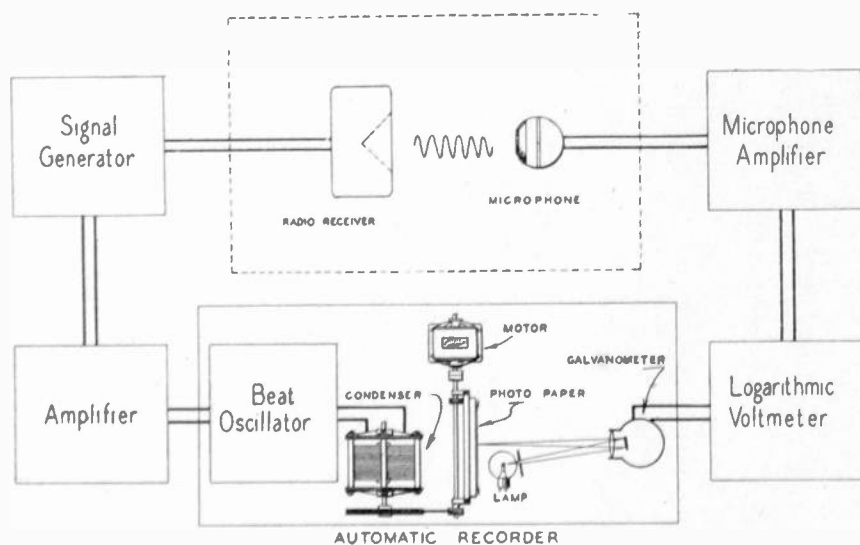 Signal
Generator
RADIO RECEIVER
MICROPHONE
Microphone
Amplifier
Amplifier
Beat
Oscillator
CONDENSER
MOTOR
PHOTO PAPER
LAMP
GALVANOMETER
Logarithmic
Voltmeter
AUTOMATIC RECORDER